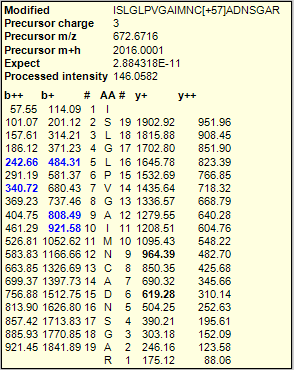 Modified ISLGLPVGAIMNC[+57]ADNSGAR
Precursor charge 3
Precursor m/z 672.6716
Precursor m+h 2016.0001
Expect 2.884318E-11
Processed intensity 146.0582
b++ b+ # AA # y+ y++
57.55 114.09 1 I
101.07 201.12 2 S 19 1902.92 951.96
157.61 314.21 3 L 18 1815.88 908.45
186.12 371.23 4 G 17 1702.80 851.90
242.66 484.31 5 L 16 1645.78 823.39
291.19 581.37 6 P 15 1532.69 766.85
340.72 680.43 7 V 14 1435.64 718.32
369.23 737.46 8 G 13 1336.57 668.79
404.75 808.49 9 A 12 1279.55 640.28
461.29 921.58 10 I 11 1208.51 604.76
526.81 1052.62 11 M 10 1095.43 548.22
583.83 1166.66 12 N 9 964.39 482.70
663.85 1326.69 13 C 8 850.35 425.68
699.37 1397.73 14 A 7 690.32 345.66
756.88 1512.75 15 D 6 619.28 310.14
813.90 1626.80 16 N 5 504.25 252.63
857.42 1713.83 17 S 4 390.21 195.61
885.93 1770.85 18 G 3 303.18 152.09
921.45 1841.89 19 A 2 246.16 123.58
R 1 175.12 88.06